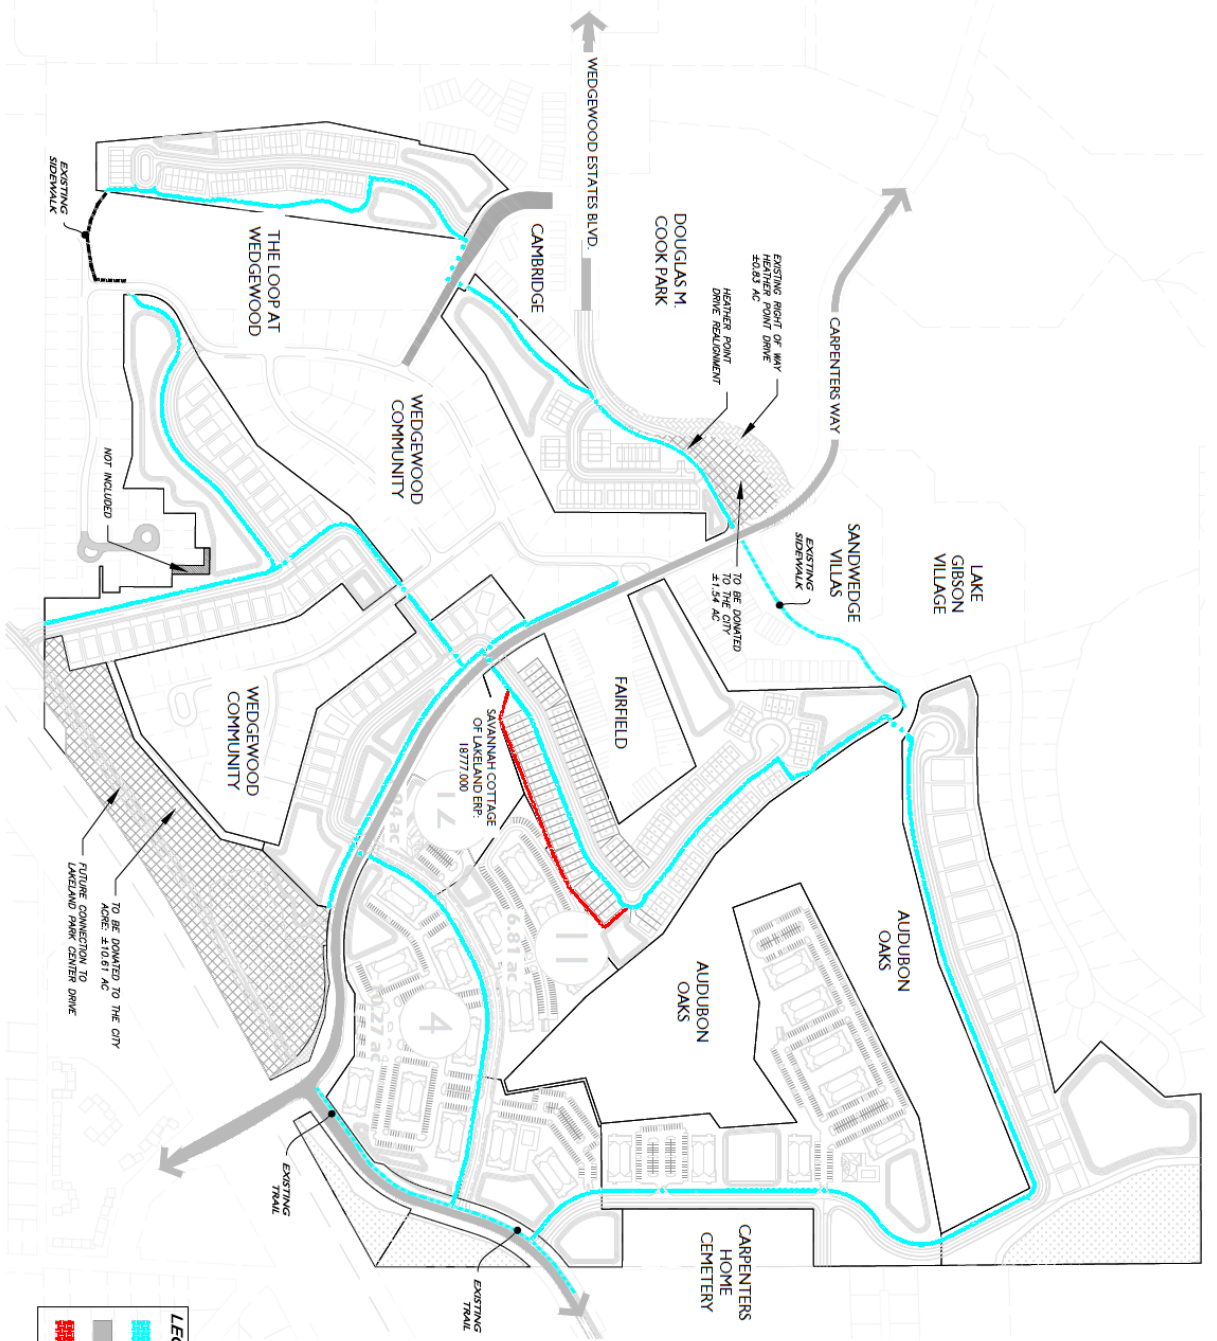 WEDGEWOOD ESTATES BLVD.
DOUGLAS M.
COOK PARK
CAMBRIDGE
EXISTING RIGHT OF WAY
HEATHER POINT DRIVE
±0.83 AC
HEATHER POINT
DRIVE REALIGNMENT
CARPENTERS WAY
EXISTING
SIDEWALK
THE LOOP AT
WEDGEWOOD
WEDGEWOOD
COMMUNITY
NOT INCLUDED
TO BE DONATED
TO THE CITY
±1.54 AC
EXISTING
SIDEWALK
SANDWEDGE
VILLAS
LAKE
GIBSON
VILLAGE
FAIRFIELD
WEDGEWOOD
COMMUNITY
SAVANNAH COTTAGE
OF LAKELAND ERP:
18777.000
12
11
4
TO BE DONATED TO THE CITY
ACRE: ±10.61 AC
FUTURE CONNECTION TO
LAKELAND PARK CENTER DRIVE
AUDUBON
OAKS
AUDUBON
OAKS
EXISTING
TRAIL
EXISTING
TRAIL
CARPENTERS
HOME
CEMETERY